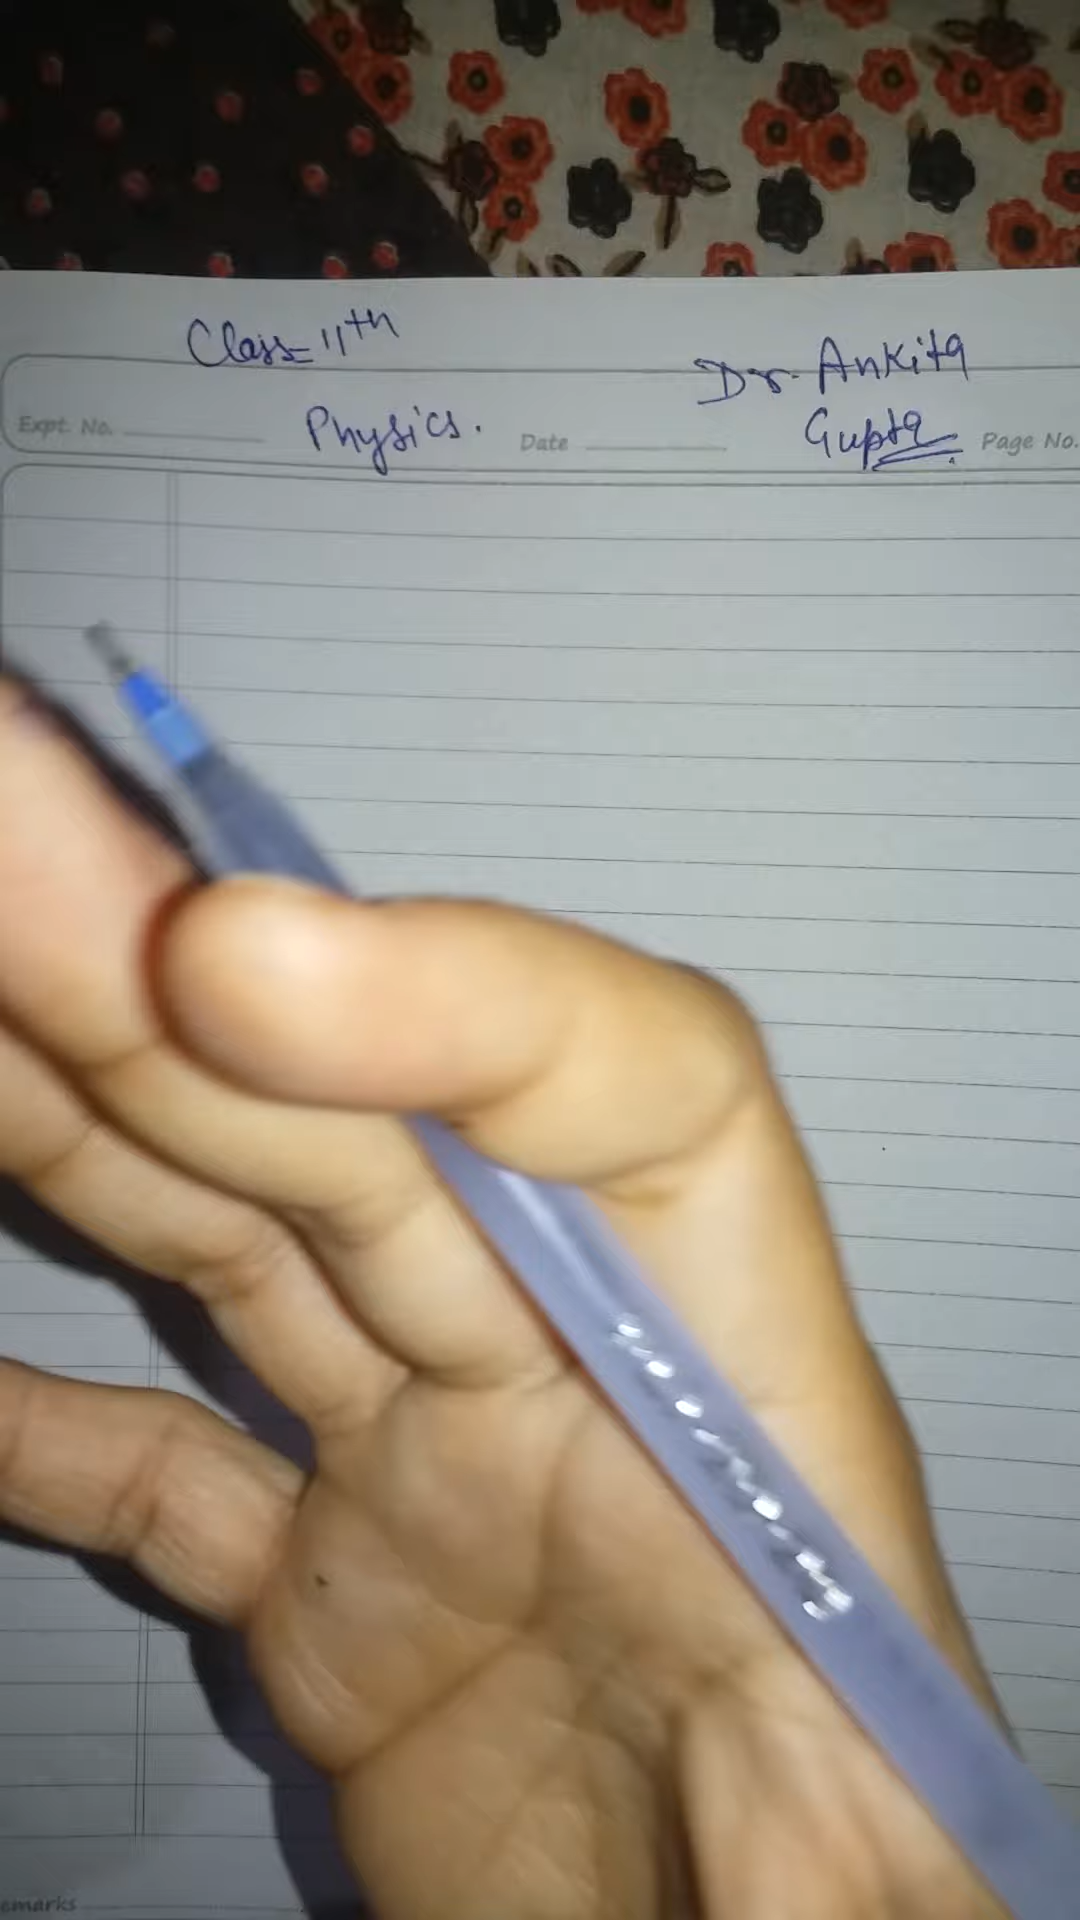 Class= 11th
Dr. Ankita
Expt. No.
Physics.
Date
Gupta
Page No.
emarks